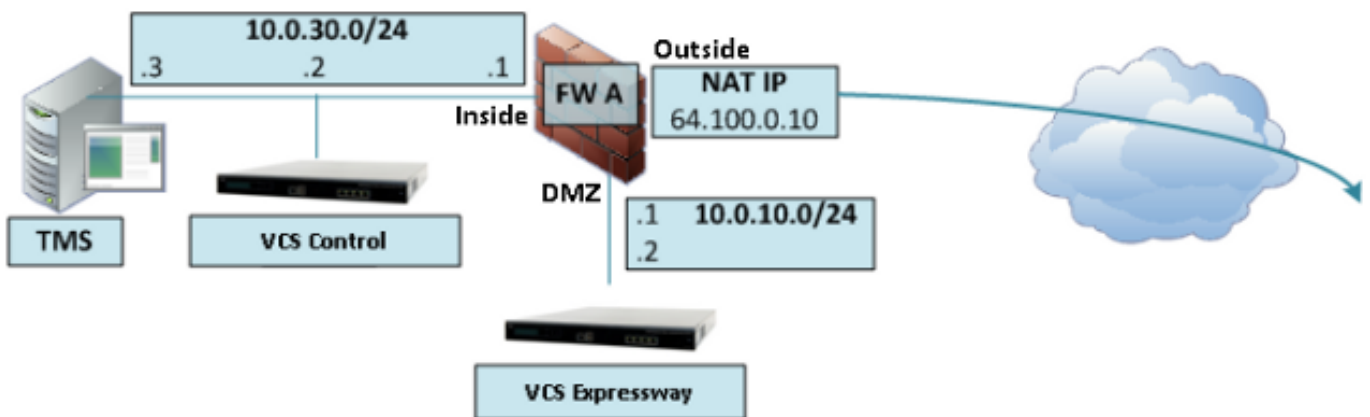 10.0.30.0/24
.3 .2 .1
Outside
FW A
NAT IP
64.100.0.10
Inside
DMZ
.1 10.0.10.0/24
.2
TMS
VCS Control
VCS Expressway